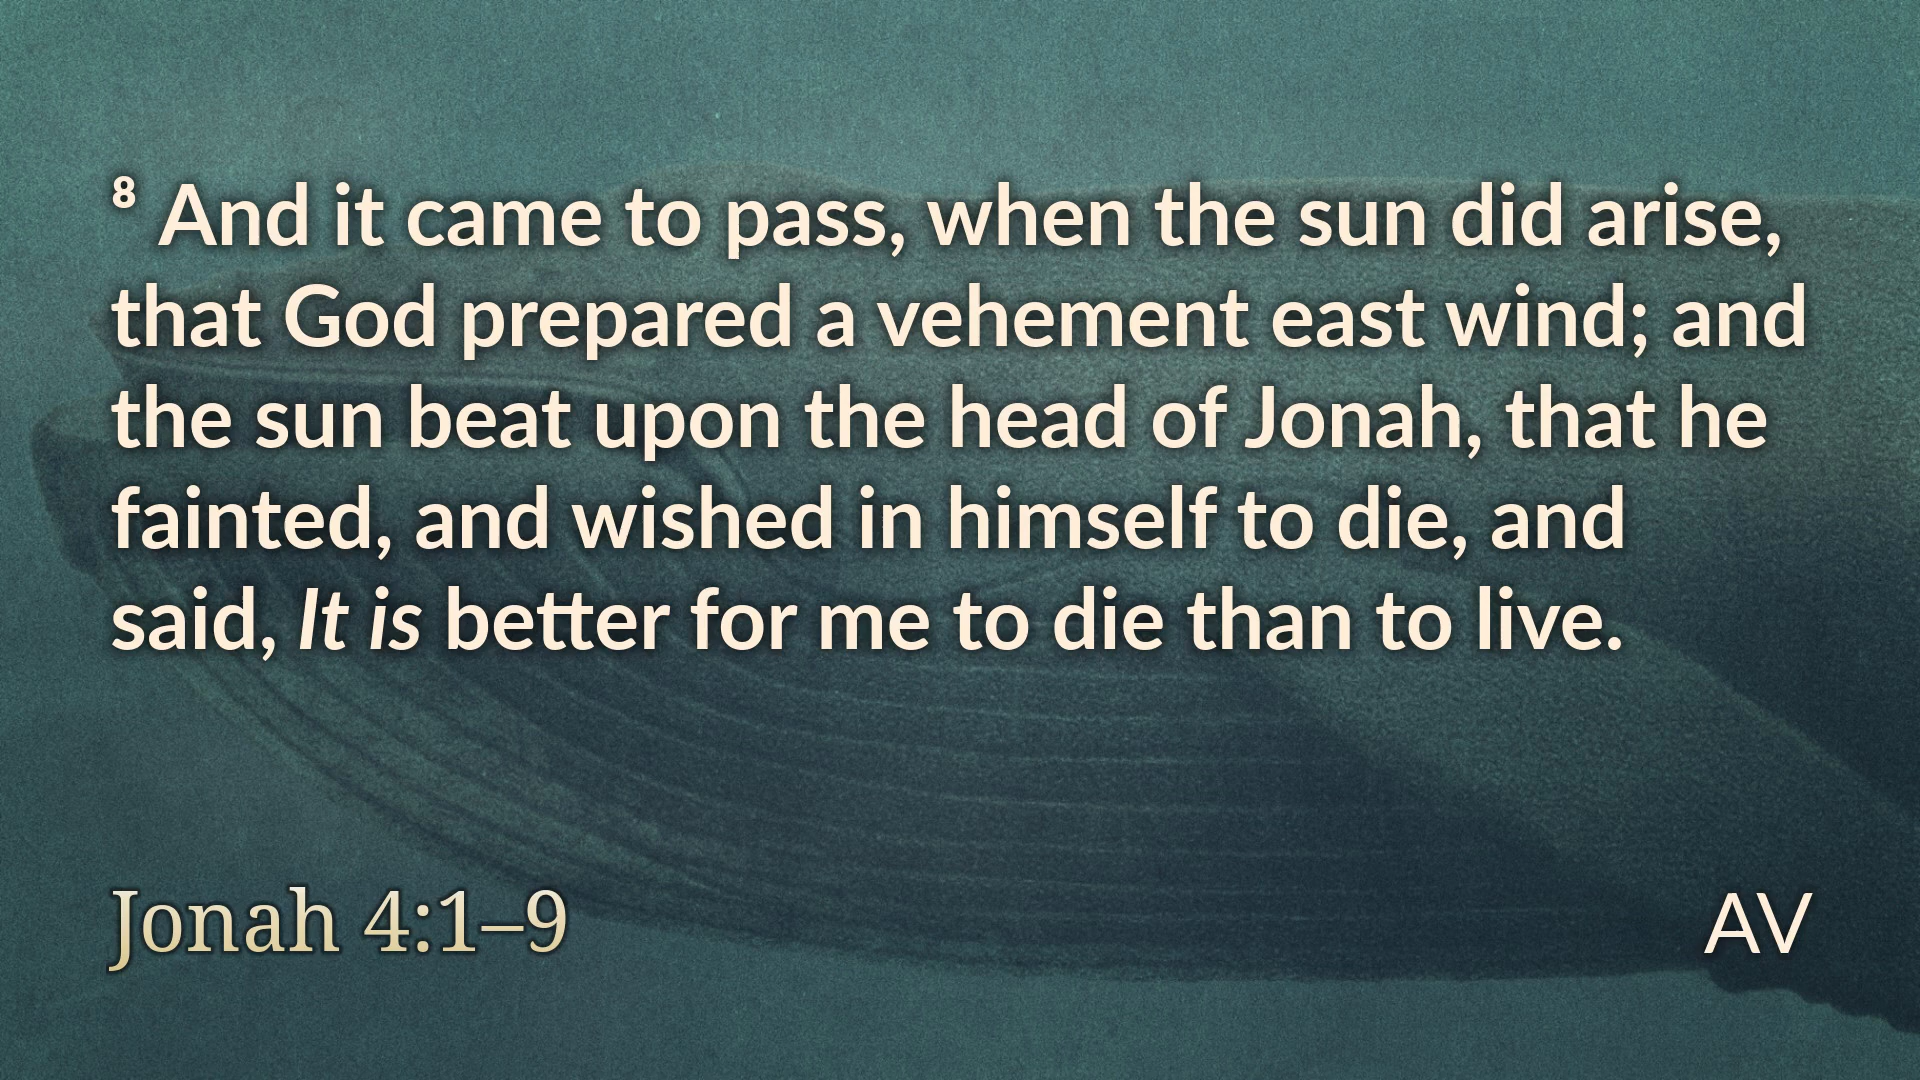 ⁸ And it came to pass, when the sun did arise,
that God prepared a vehement east wind; and
the sun beat upon the head of Jonah, that he
fainted, and wished in himself to die, and
said, It is better for me to die than to live.
Jonah 4:1–9
AV